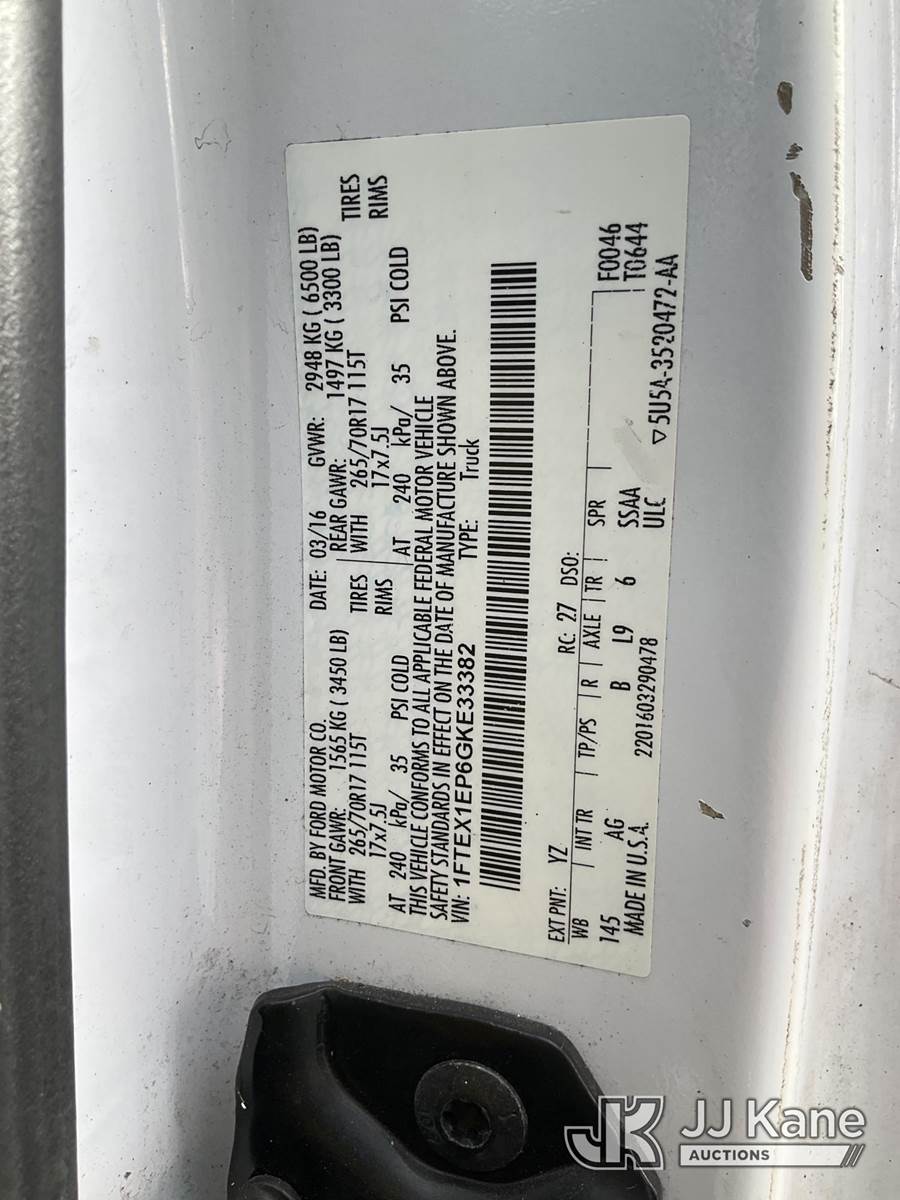 MFD. BY FORD MOTOR CO.
DATE: 03/16 GVWR: 2948 KG ( 6500 LB)
FRONT GAWR: 1565 KG ( 3450 LB)
REAR GAWR: 1497 KG ( 3300 LB)
WITH 265/70R17 115T TIRES
WITH 265/70R17 115T TIRES
17x7.5J RIMS
17x7.5J RIMS
AT 240 kPa/ 35 PSI COLD
AT 240 kPa/ 35 PSI COLD
THIS VEHICLE CONFORMS TO ALL APPLICABLE FEDERAL MOTOR VEHICLE
SAFETY STANDARDS IN EFFECT ON THE DATE OF MANUFACTURE SHOWN ABOVE.
VIN: 1FTEX1EP6GKE33382 TYPE: Truck
EXT PNT: YZ RC: 27 DSO:
WB INT TR TP/PS R AXLE TR SPR F0046
145 AG B L9 6 SSAA T0644
MADE IN U.S.A. 2201603290478 ULC ▽5U5A-3520472-AA
JK JJ Kane
AUCTIONS